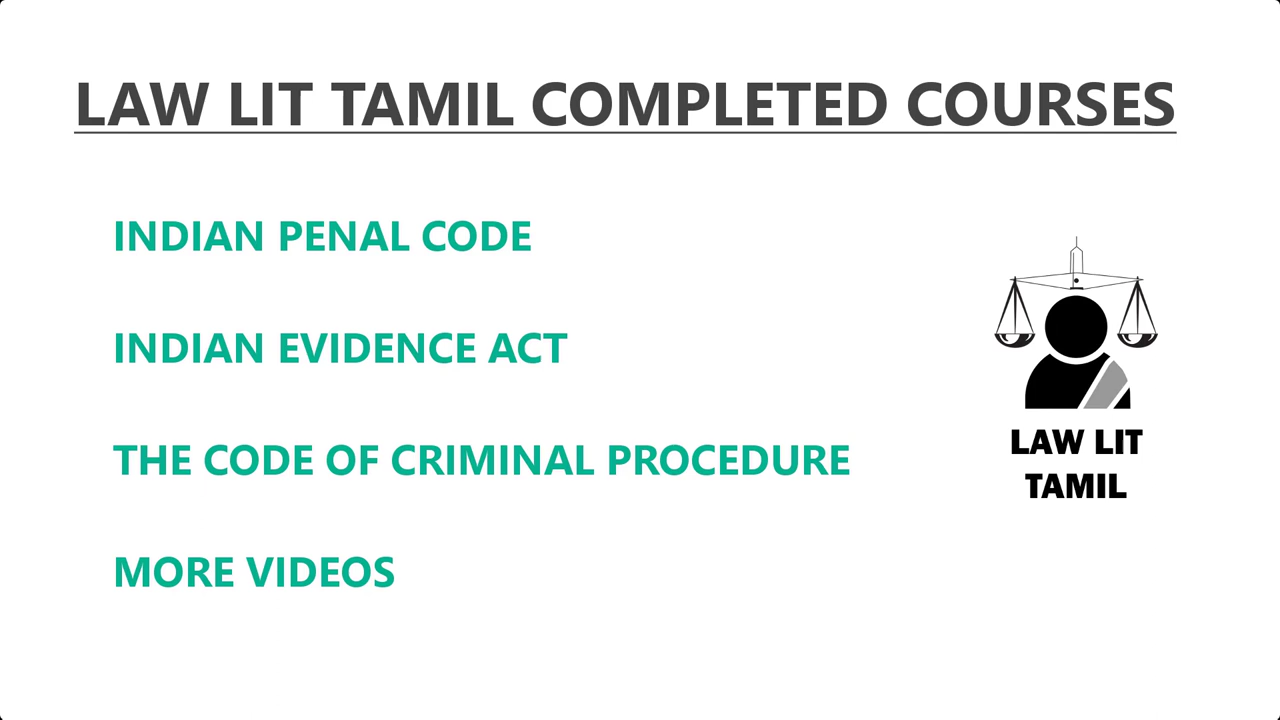 LAW LIT TAMIL COMPLETED COURSES
INDIAN PENAL CODE
INDIAN EVIDENCE ACT
THE CODE OF CRIMINAL PROCEDURE
MORE VIDEOS
LAW LIT
TAMIL